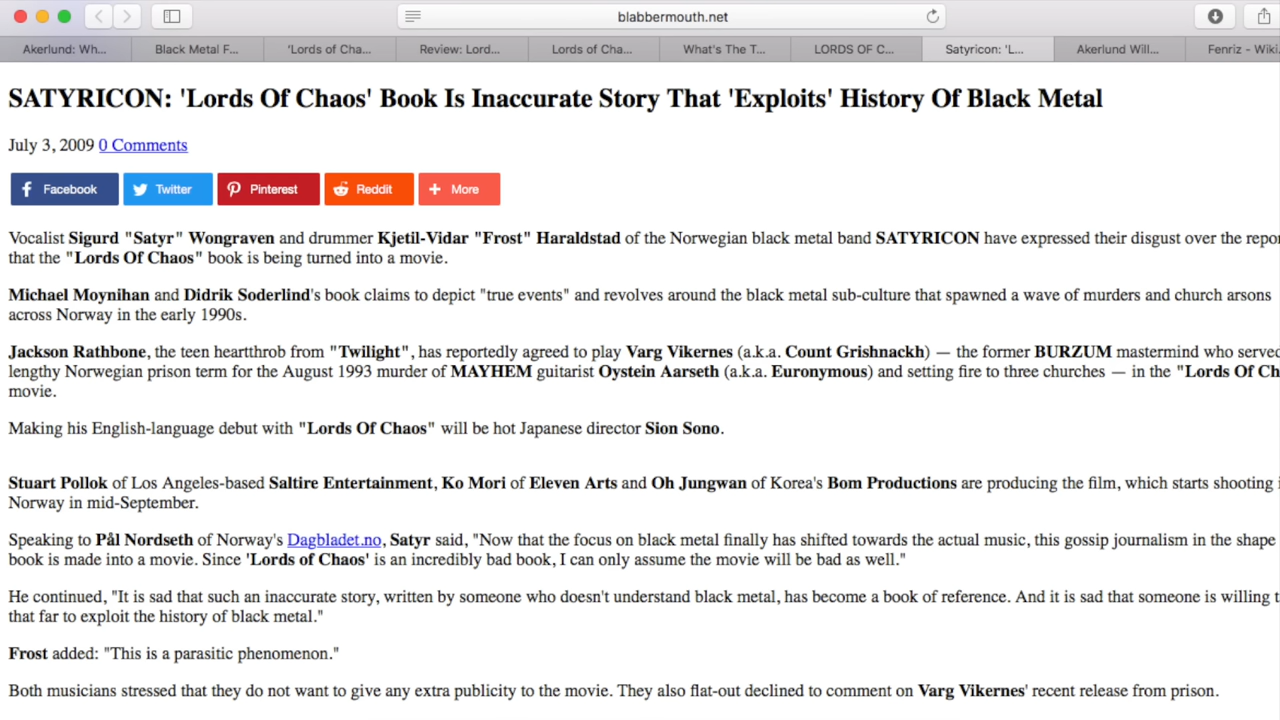 blabbermouth.net
Akerlund: Wh... Black Metal F... 'Lords of Cha... Review: Lord... Lords of Cha... What's The T... LORDS OF C... Satyricon: 'L... Akerlund Will... Fenriz - Wiki
SATYRICON: 'Lords Of Chaos' Book Is Inaccurate Story That 'Exploits' History Of Black Metal
July 3, 2009 0 Comments
Facebook Twitter Pinterest Reddit More
Vocalist Sigurd "Satyr" Wongraven and drummer Kjetil-Vidar "Frost" Haraldstad of the Norwegian black metal band SATYRICON have expressed their disgust over the repor
that the "Lords Of Chaos" book is being turned into a movie.
Michael Moynihan and Didrik Soderlind's book claims to depict "true events" and revolves around the black metal sub-culture that spawned a wave of murders and church arsons
across Norway in the early 1990s.
Jackson Rathbone, the teen heartthrob from "Twilight", has reportedly agreed to play Varg Vikernes (a.k.a. Count Grishnackh) — the former BURZUM mastermind who served
lengthy Norwegian prison term for the August 1993 murder of MAYHEM guitarist Oystein Aarseth (a.k.a. Euronymous) and setting fire to three churches — in the "Lords Of Ch
movie.
Making his English-language debut with "Lords Of Chaos" will be hot Japanese director Sion Sono.
Stuart Pollok of Los Angeles-based Saltire Entertainment, Ko Mori of Eleven Arts and Oh Jungwan of Korea's Bom Productions are producing the film, which starts shooting i
Norway in mid-September.
Speaking to Pål Nordseth of Norway's Dagbladet.no, Satyr said, "Now that the focus on black metal finally has shifted towards the actual music, this gossip journalism in the shape
book is made into a movie. Since 'Lords of Chaos' is an incredibly bad book, I can only assume the movie will be bad as well."
He continued, "It is sad that such an inaccurate story, written by someone who doesn't understand black metal, has become a book of reference. And it is sad that someone is willing t
that far to exploit the history of black metal."
Frost added: "This is a parasitic phenomenon."
Both musicians stressed that they do not want to give any extra publicity to the movie. They also flat-out declined to comment on Varg Vikernes' recent release from prison.